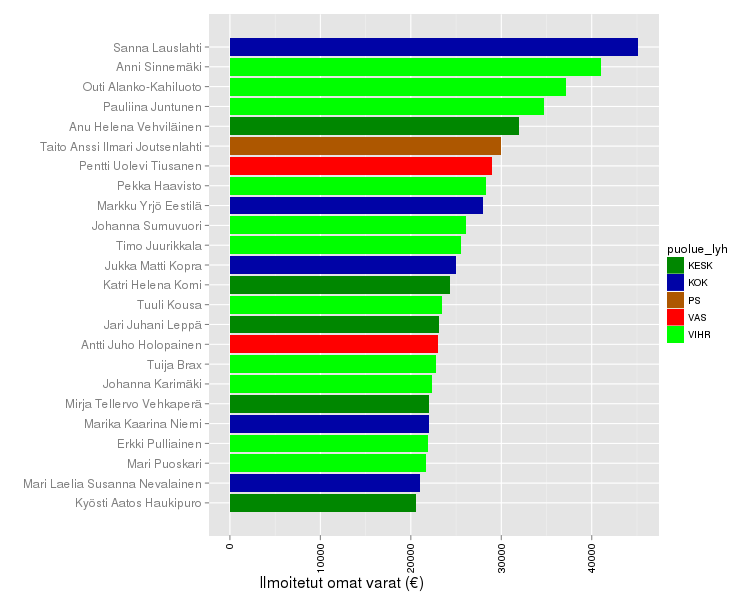 Sanna Lauslahti
Anni Sinnemäki
Outi Alanko-Kahiluoto
Pauliina Juntunen
Anu Helena Vehviläinen
Taito Anssi Ilmari Joutsenlahti
Pentti Uolevi Tiusanen
Pekka Haavisto
Markku Yrjö Eestilä
Johanna Sumuvuori
Timo Juurikkala
Jukka Matti Kopra
Katri Helena Komi
Tuuli Kousa
Jari Juhani Leppä
Antti Juho Holopainen
Tuija Brax
Johanna Karimäki
Mirja Tellervo Vehkaperä
Marika Kaarina Niemi
Erkki Pulliainen
Mari Puoskari
Mari Laelia Susanna Nevalainen
Kyösti Aatos Haukipuro
0
10000
20000
30000
40000
Ilmoitetut omat varat (€)
puolue_lyh
KESK
KOK
PS
VAS
VIHR